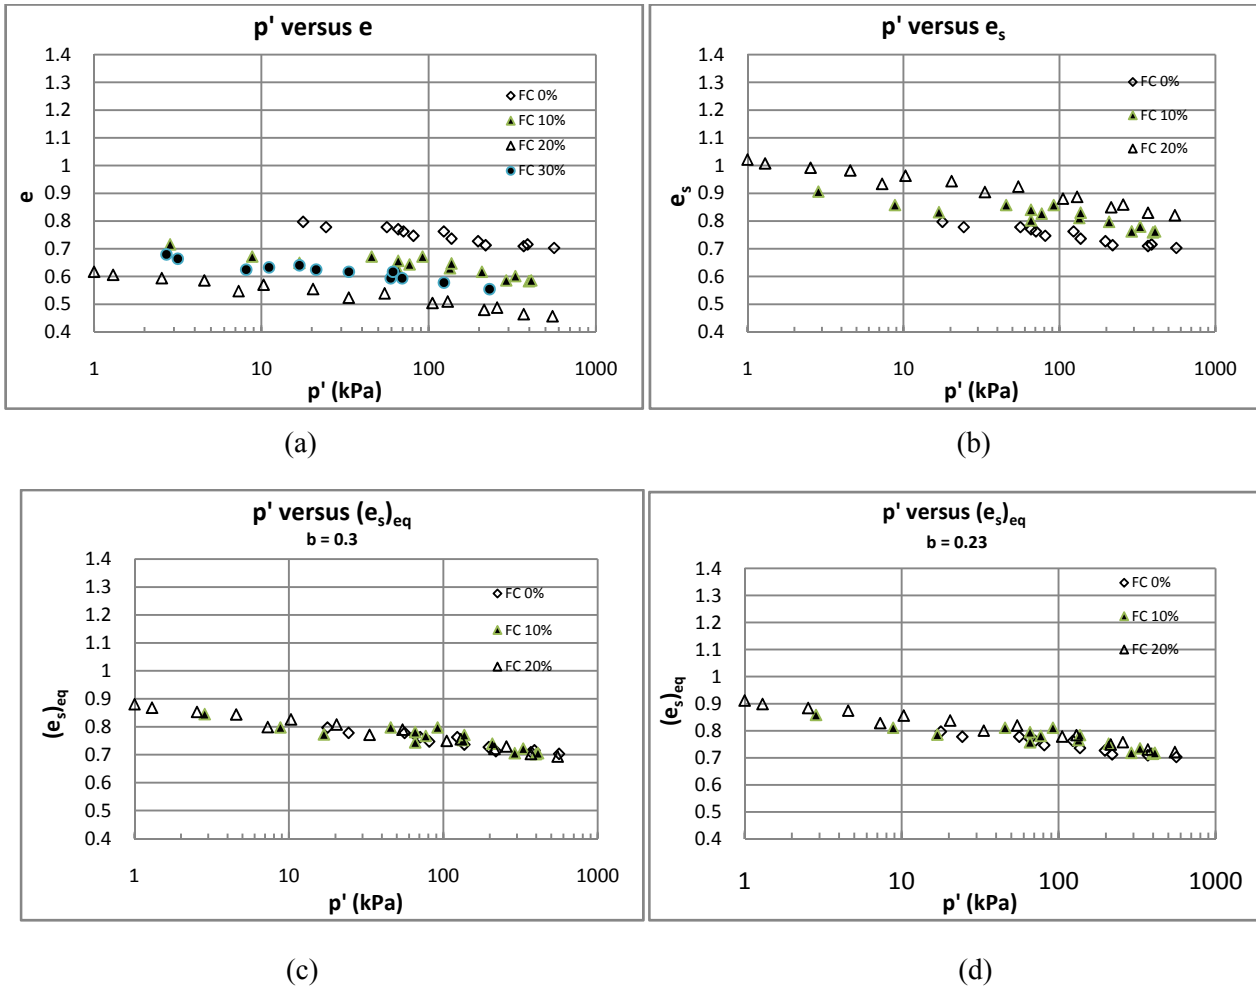 p' versus e
1.4
1.3
1.2
1.1
1
0.9
0.8
0.7
0.6
0.5
0.4
e
FC 0%
FC 10%
FC 20%
FC 30%
1 10 100 1000
p' (kPa)
(a)
p' versus es
1.4
1.3
1.2
1.1
1
0.9
0.8
0.7
0.6
0.5
0.4
es
FC 0%
FC 10%
FC 20%
1 10 100 1000
p' (kPa)
(b)
p' versus (es)eq
b = 0.3
1.4
1.3
1.2
1.1
1
0.9
0.8
0.7
0.6
0.5
0.4
(es)eq
FC 0%
FC 10%
FC 20%
1 10 100 1000
p' (kPa)
(c)
p' versus (es)eq
b = 0.23
1.4
1.3
1.2
1.1
1
0.9
0.8
0.7
0.6
0.5
0.4
(es)eq
FC 0%
FC 10%
FC 20%
1 10 100 1000
p' (kPa)
(d)